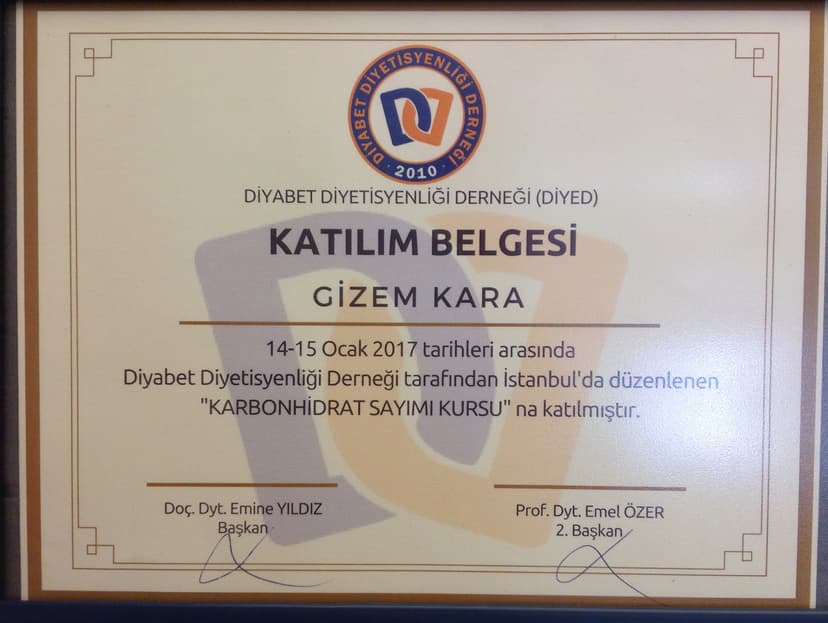 DİYABET DİYETİSYENLİĞİ DERNEĞİ
· 2010 ·
DİYABET DİYETİSYENLİĞİ DERNEĞİ (DİYED)
KATILIM BELGESİ
GİZEM KARA
14-15 Ocak 2017 tarihleri arasında
Diyabet Diyetisyenliği Derneği tarafından İstanbul'da düzenlenen
"KARBONHİDRAT SAYIMI KURSU" na katılmıştır.
Doç. Dyt. Emine YILDIZ
Başkan
Prof. Dyt. Emel ÖZER
2. Başkan